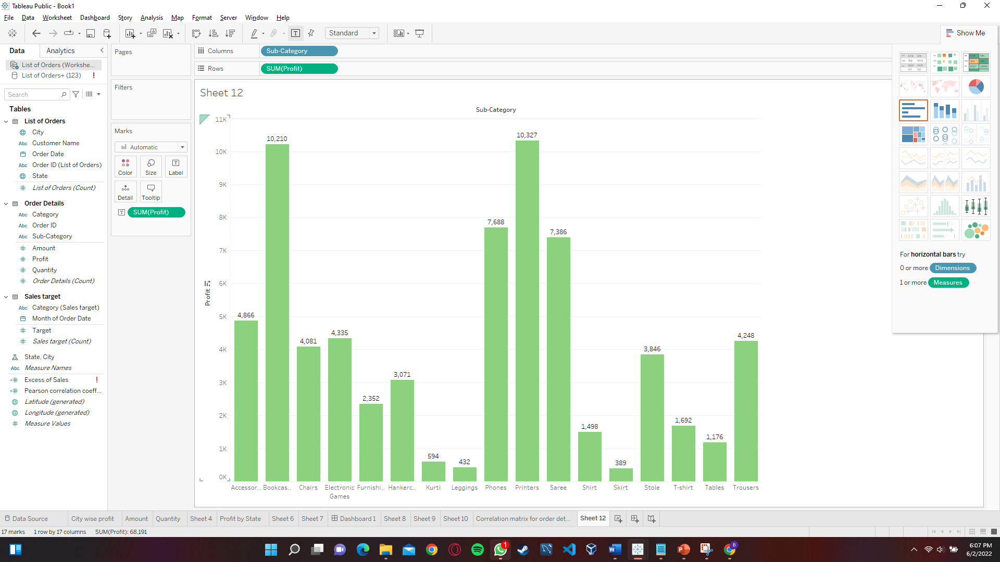 Tableau Public - Book1
File Data Worksheet Dashboard Story Analysis Map Format Server Window Help
Standard
Show Me
Data Analytics
List of Orders (Workshe...
List of Orders+ (123) !
Search
Tables
List of Orders
City
Abc Customer Name
Order Date
Abc Order ID (List of Orders)
State
List of Orders (Count)
Order Details
Abc Category
Abc Order ID
Abc Sub-Category
Amount
Profit
Quantity
Order Details (Count)
Sales target
Abc Category (Sales target)
Month of Order Date
Target
Sales target (Count)
State, City
Abc Measure Names
Excess of Sales !
Pearson correlation coeff...
Latitude (generated)
Longitude (generated)
Measure Values
Pages
Filters
Marks
Automatic
Color Size Label
Detail Tooltip
SUM(Profit)
Columns Sub-Category
Rows SUM(Profit)
Sheet 12
Sub-Category
Profit
11K
10K
9K
8K
7K
6K
5K
4K
3K
2K
1K
0K
4,866
10,210
4,081
4,335
2,352
3,071
594
432
7,688
10,327
7,386
1,498
389
3,846
1,692
1,176
4,248
Accessor.. Bookcas.. Chairs Electronic Games Furnishi.. Hankerc.. Kurti Leggings Phones Printers Saree Shirt Skirt Stole T-shirt Tables Trousers
For horizontal bars try
0 or more Dimensions
1 or more Measures
Data Source City wise profit Amount Quantity Sheet 4 Profit by State Sheet 6 Sheet 7 Dashboard 1 Sheet 8 Sheet 9 Sheet 10 Correlation matrix for order det... Sheet 12
17 marks 1 row by 17 columns SUM(Profit): 68,191
1
B
6:07 PM
6/2/2022